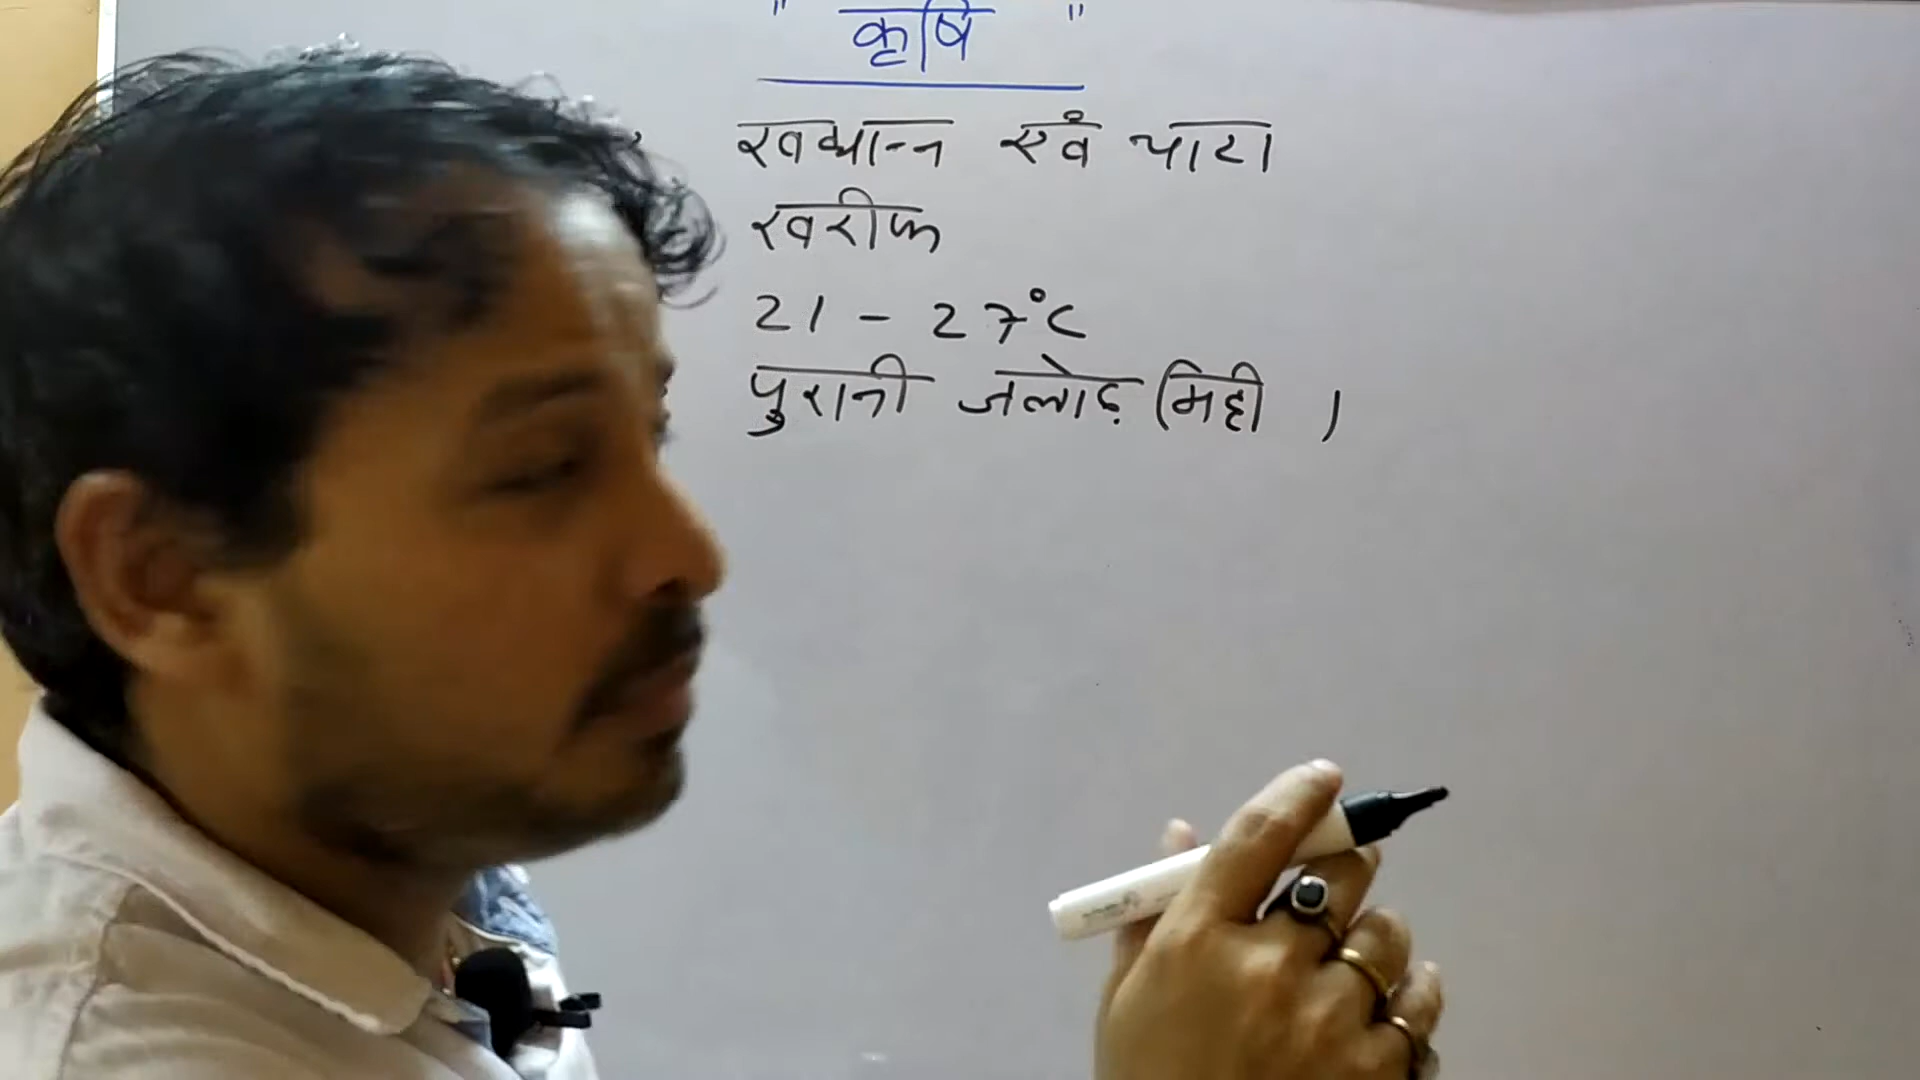 " कृषि "
खाद्यान्न एवं चारा
खरीफ
21 - 27°C
पुरानी जलोढ़ मिट्टी ।